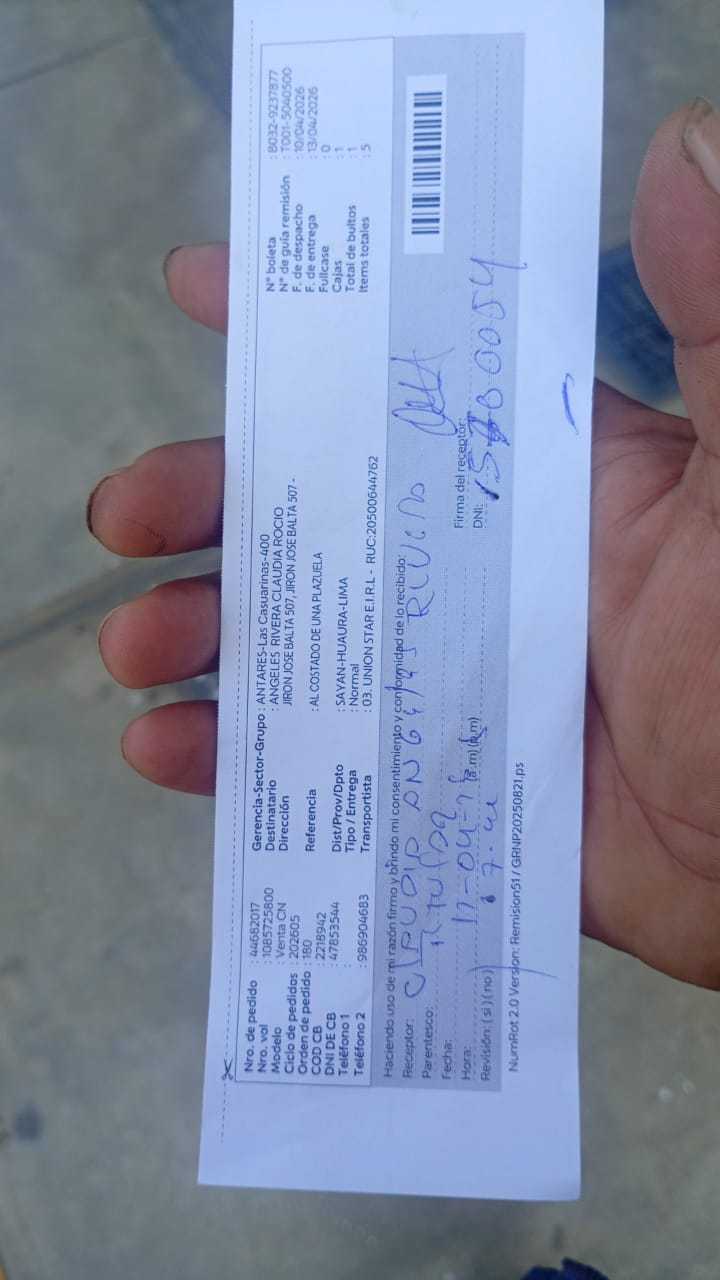 Nro. de pedido : 44682017
Nro. vol : 1085725800
Modelo : Venta CN
Ciclo de pedidos : 202605
Orden de pedido : 180
COD CB : 2218942
DNI DE CB : 47853544
Teléfono 1 :
Teléfono 2 : 986904683
Gerencia-Sector-Grupo : ANTARES-Las Casuarinas-400
Destinatario : ANGELES RIVERA CLAUDIA ROCIO
Dirección JIRON JOSE BALTA 507, JIRON JOSE BALTA 507 -
Referencia : AL COSTADO DE UNA PLAZUELA
Dist/Prov/Dpto : SAYAN-HUAURA-LIMA
Tipo / Entrega : Normal
Transportista : 03. UNION STAR E.I.R.L - RUC:20500644762
N° boleta : B032-9237877
N° de guía remisión : T001-5040500
F. de despacho : 10/04/2026
F. de entrega : 13/04/2026
Fullcase : 0
Cajas : 1
Total de bultos : 1
Items totales : 5
Haciendo uso de mi razón firmo y brindo mi consentimiento y conformidad de lo recibido:
Receptor:
Parentesco:
Fecha:
Hora: (a.m) (p.m)
Revisión: ( si ) ( no )
Firma del receptor:
DNI:
NumRot 2.0 Version: Remision51 / GRNP20250821.ps